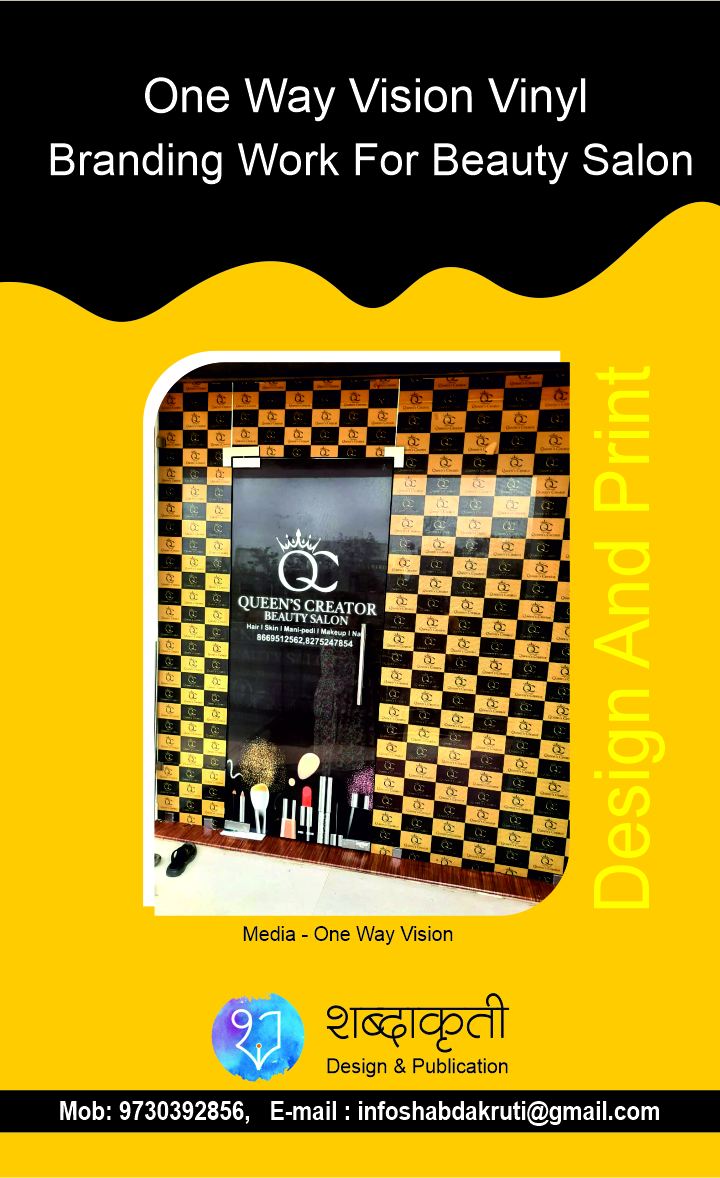 One Way Vision Vinyl
Branding Work For Beauty Salon
QC
QUEEN'S CREATOR
BEAUTY SALON
Hair I Skin I Mani-pedi I Makeup I Na
8669512562,8275247854
Design And Print
Media - One Way Vision
शब्दाकृती
Design & Publication
Mob: 9730392856, E-mail : infoshabdakruti@gmail.com